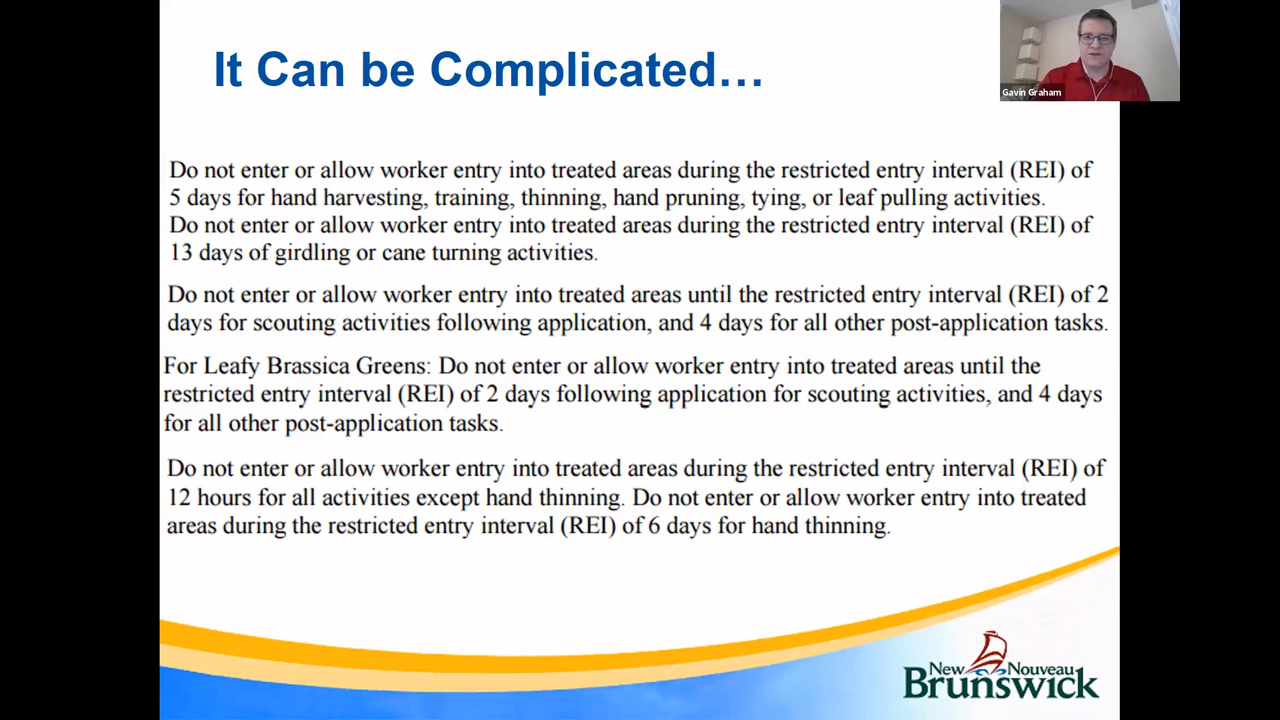 It Can be Complicated…
Gavin Graham
Do not enter or allow worker entry into treated areas during the restricted entry interval (REI) of
5 days for hand harvesting, training, thinning, hand pruning, tying, or leaf pulling activities.
Do not enter or allow worker entry into treated areas during the restricted entry interval (REI) of
13 days of girdling or cane turning activities.
Do not enter or allow worker entry into treated areas until the restricted entry interval (REI) of 2
days for scouting activities following application, and 4 days for all other post-application tasks.
For Leafy Brassica Greens: Do not enter or allow worker entry into treated areas until the
restricted entry interval (REI) of 2 days following application for scouting activities, and 4 days
for all other post-application tasks.
Do not enter or allow worker entry into treated areas during the restricted entry interval (REI) of
12 hours for all activities except hand thinning. Do not enter or allow worker entry into treated
areas during the restricted entry interval (REI) of 6 days for hand thinning.
New Nouveau
Brunswick